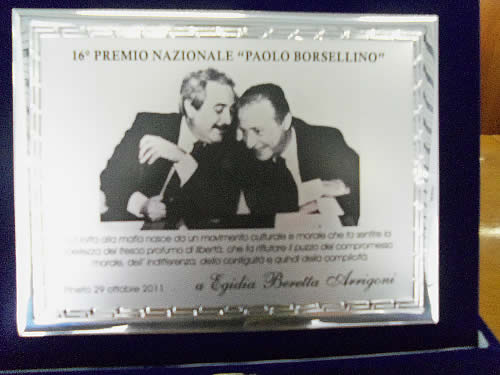 16° PREMIO NAZIONALE “PAOLO BORSELLINO”
lotta alla mafia nasce da un movimento culturale e morale che fa sentire la
bellezza del fresco profumo di libertà, che fa rifiutare il puzzo del compromesso
morale, dell' indifferenza, della contiguità e quindi della complicità
Pineto 29 ottobre 2011
a Egidia Beretta Arrigoni